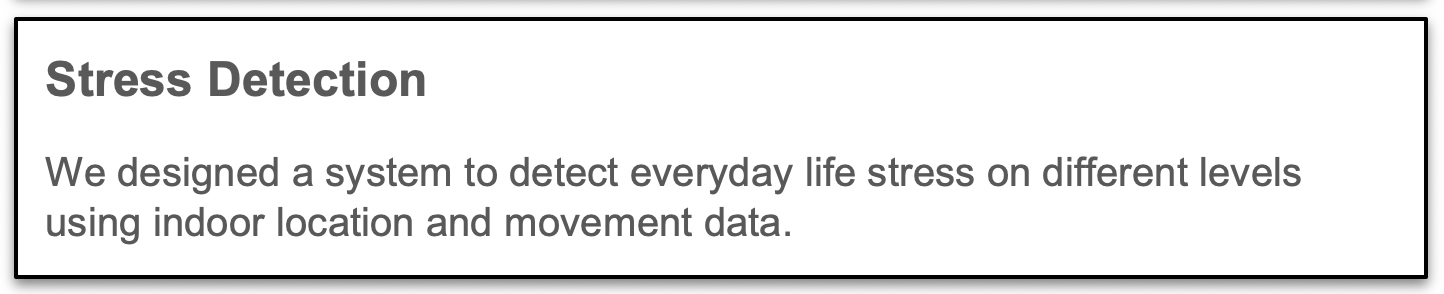 Stress Detection
We designed a system to detect everyday life stress on different levels
using indoor location and movement data.